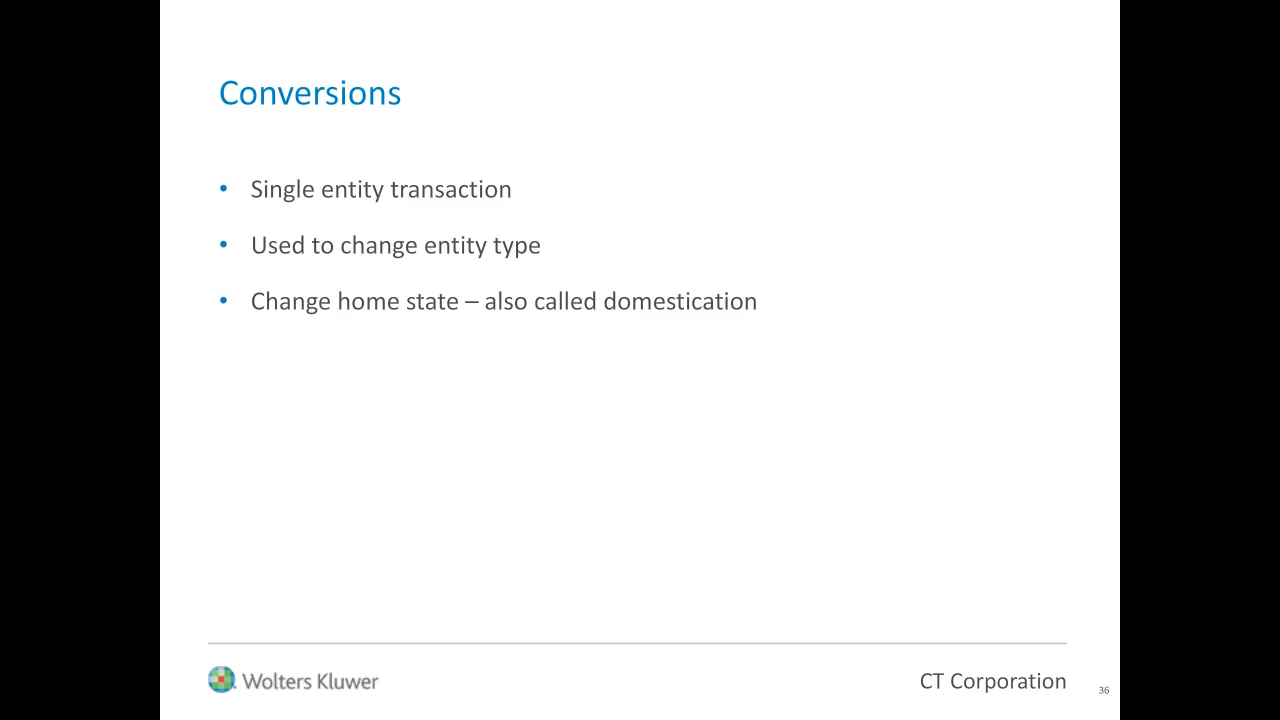 Conversions
• Single entity transaction
• Used to change entity type
• Change home state – also called domestication
Wolters Kluwer
CT Corporation
36